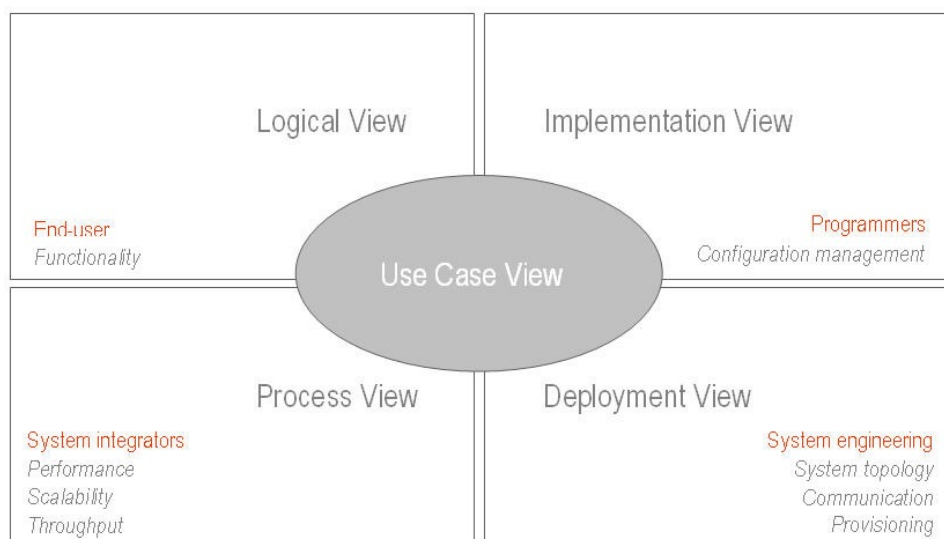 Logical View
End-user
Functionality
Implementation View
Programmers
Configuration management
Use Case View
Process View
System integrators
Performance
Scalability
Throughput
Deployment View
System engineering
System topology
Communication
Provisioning